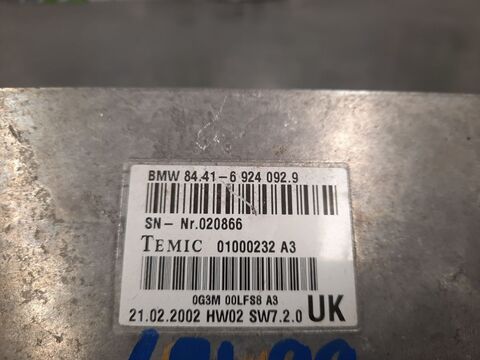 BMW 84.41-6 924 092.9
SN- Nr.020866
TEMIC 01000232 A3
0G3M 00LFS8 A3
21.02.2002 HW02 SW7.2.0 UK